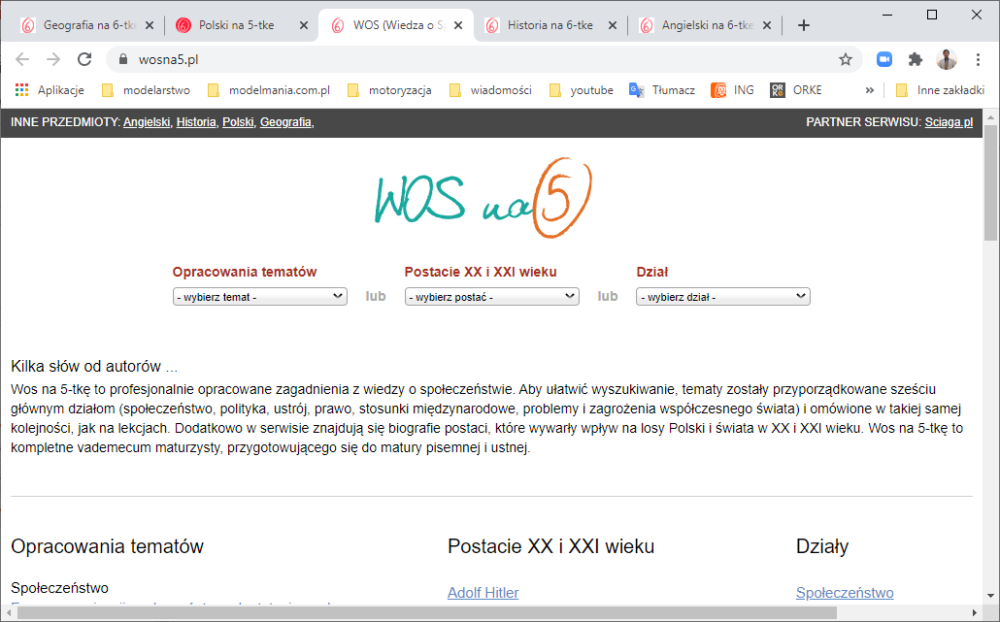 Geografia na 6-tk
Polski na 5-tke
WOS (Wiedza o S
Historia na 6-tke
Angielski na 6-tke
wosna5.pl
Aplikacje
modelarstwo
modelmania.com.pl
motoryzacja
wiadomości
youtube
Tłumacz
ING
ORKE
»
Inne zakładki
INNE PRZEDMIOTY: Angielski, Historia, Polski, Geografia,
PARTNER SERWISU: Sciaga.pl
WOS na 5
Opracowania tematów
Postacie XX i XXI wieku
Dział
- wybierz temat -
lub
- wybierz postać -
lub
- wybierz dział -
Kilka słów od autorów ...
Wos na 5-tkę to profesjonalnie opracowane zagadnienia z wiedzy o społeczeństwie. Aby ułatwić wyszukiwanie, tematy zostały przyporządkowane sześciu
głównym działom (społeczeństwo, polityka, ustrój, prawo, stosunki międzynarodowe, problemy i zagrożenia współczesnego świata) i omówione w takiej samej
kolejności, jak na lekcjach. Dodatkowo w serwisie znajdują się biografie postaci, które wywarły wpływ na losy Polski i świata w XX i XXI wieku. Wos na 5-tkę to
kompletne vademecum maturzysty, przygotowującego się do matury pisemnej i ustnej.
Opracowania tematów
Postacie XX i XXI wieku
Działy
Społeczeństwo
Adolf Hitler
Społeczeństwo